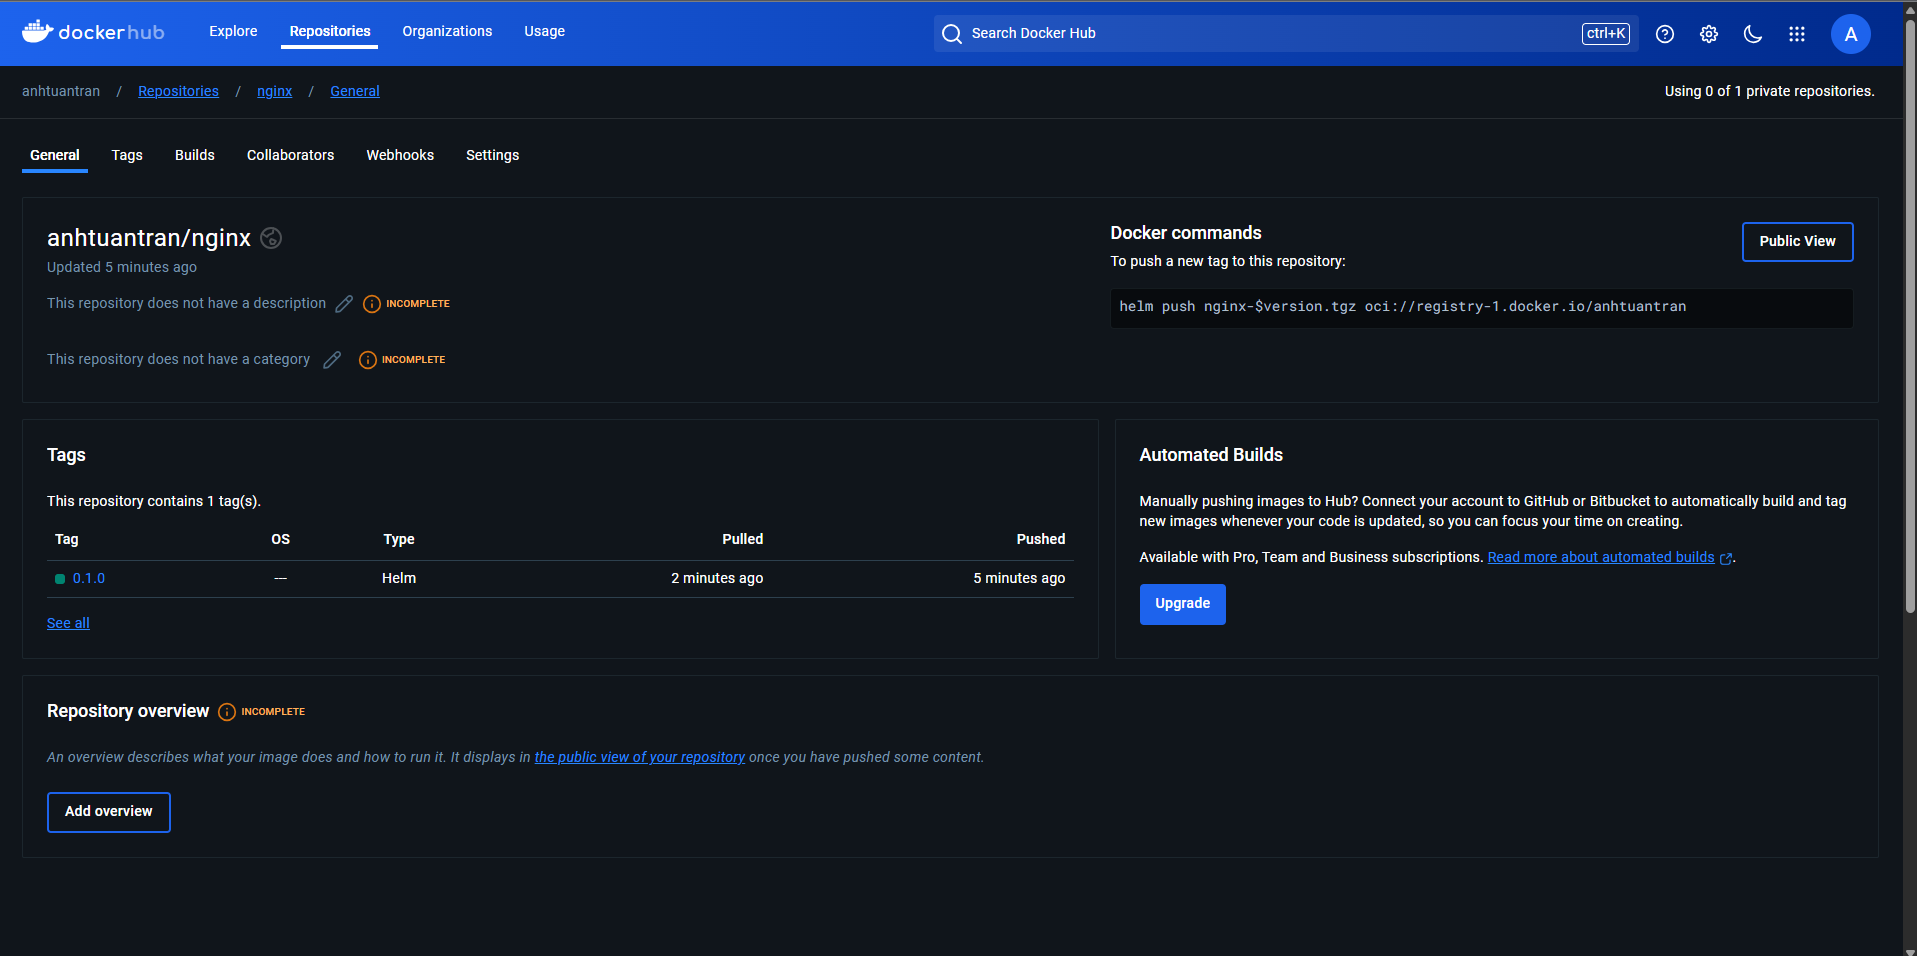 dockerhub
Explore
Repositories
Organizations
Usage
Search Docker Hub
ctrl+K
A
anhtuantran / Repositories / nginx / General
Using 0 of 1 private repositories.
General
Tags
Builds
Collaborators
Webhooks
Settings
anhtuantran/nginx
Updated 5 minutes ago
This repository does not have a description INCOMPLETE
This repository does not have a category INCOMPLETE
Docker commands
Public View
To push a new tag to this repository:
helm push nginx-$version.tgz oci://registry-1.docker.io/anhtuantran
Tags
This repository contains 1 tag(s).
Tag OS Type Pulled Pushed
0.1.0 --- Helm 2 minutes ago 5 minutes ago
See all
Automated Builds
Manually pushing images to Hub? Connect your account to GitHub or Bitbucket to automatically build and tag
new images whenever your code is updated, so you can focus your time on creating.
Available with Pro, Team and Business subscriptions. Read more about automated builds .
Upgrade
Repository overview INCOMPLETE
An overview describes what your image does and how to run it. It displays in the public view of your repository once you have pushed some content.
Add overview